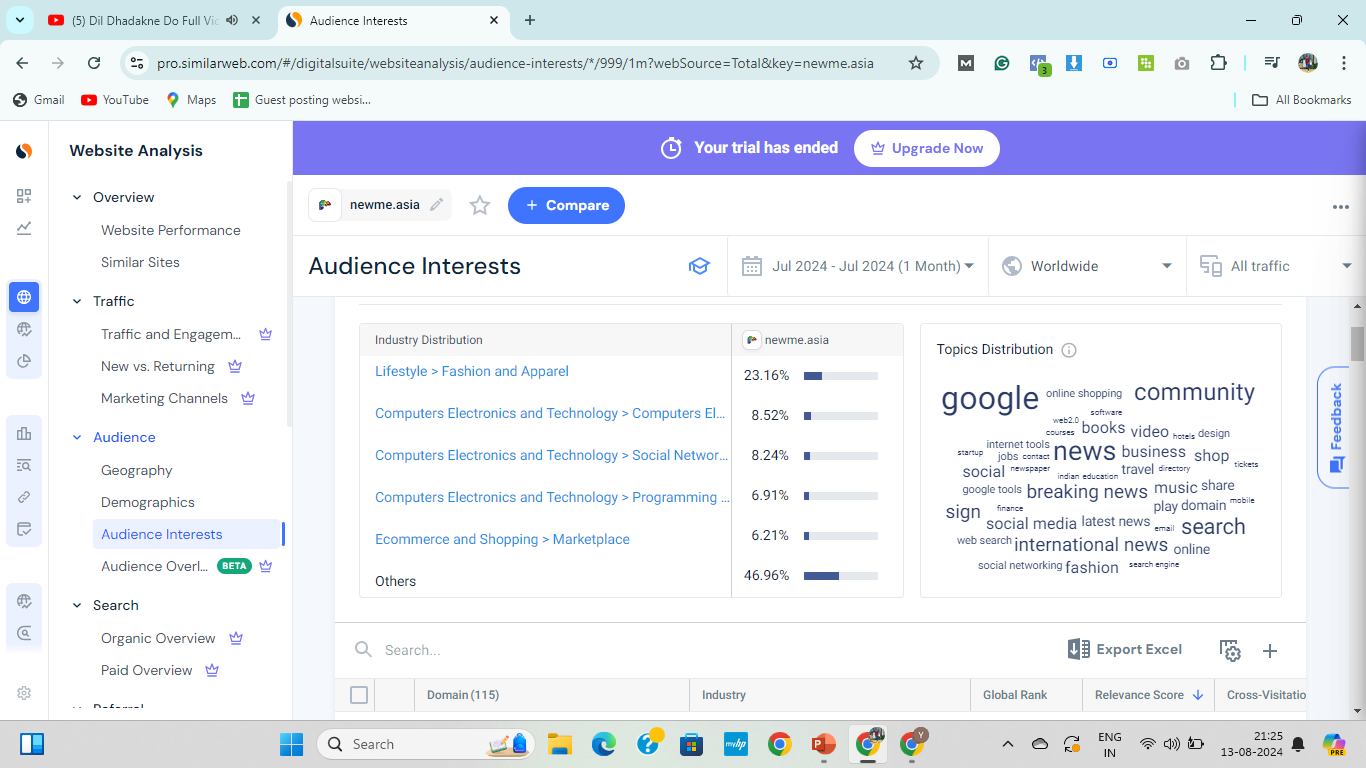 (5) Dil Dhadakne Do Full Vic
Audience Interests
pro.similarweb.com/#/digitalsuite/websiteanalysis/audience-interests/*/999/1m?webSource=Total&key=newme.asia
3
Gmail
YouTube
Maps
Guest posting websi...
All Bookmarks
Website Analysis
Overview
Website Performance
Similar Sites
Traffic
Traffic and Engagem...
New vs. Returning
Marketing Channels
Audience
Geography
Demographics
Audience Interests
Audience Overl... BETA
Search
Organic Overview
Paid Overview
Referral
Your trial has ended
Upgrade Now
newme.asia
+ Compare
Audience Interests
Jul 2024 - Jul 2024 (1 Month)
Worldwide
All traffic
Industry Distribution newme.asia
Lifestyle > Fashion and Apparel 23.16%
Computers Electronics and Technology > Computers El... 8.52%
Computers Electronics and Technology > Social Networ... 8.24%
Computers Electronics and Technology > Programming ... 6.91%
Ecommerce and Shopping > Marketplace 6.21%
Others 46.96%
Topics Distribution
google online shopping community
software
web2.0
courses books video hotels design
internet tools
startup jobs contact news business shop
social newspaper indian education travel directory tickets
google tools breaking news music share
finance play domain mobile
sign social media latest news email search
web search international news online
social networking fashion search engine
Feedback
Search...
Export Excel
Domain (115) Industry Global Rank Relevance Score Cross-Visitatio
Search
myhp
Y
ENG
IN
21:25
13-08-2024
PRE